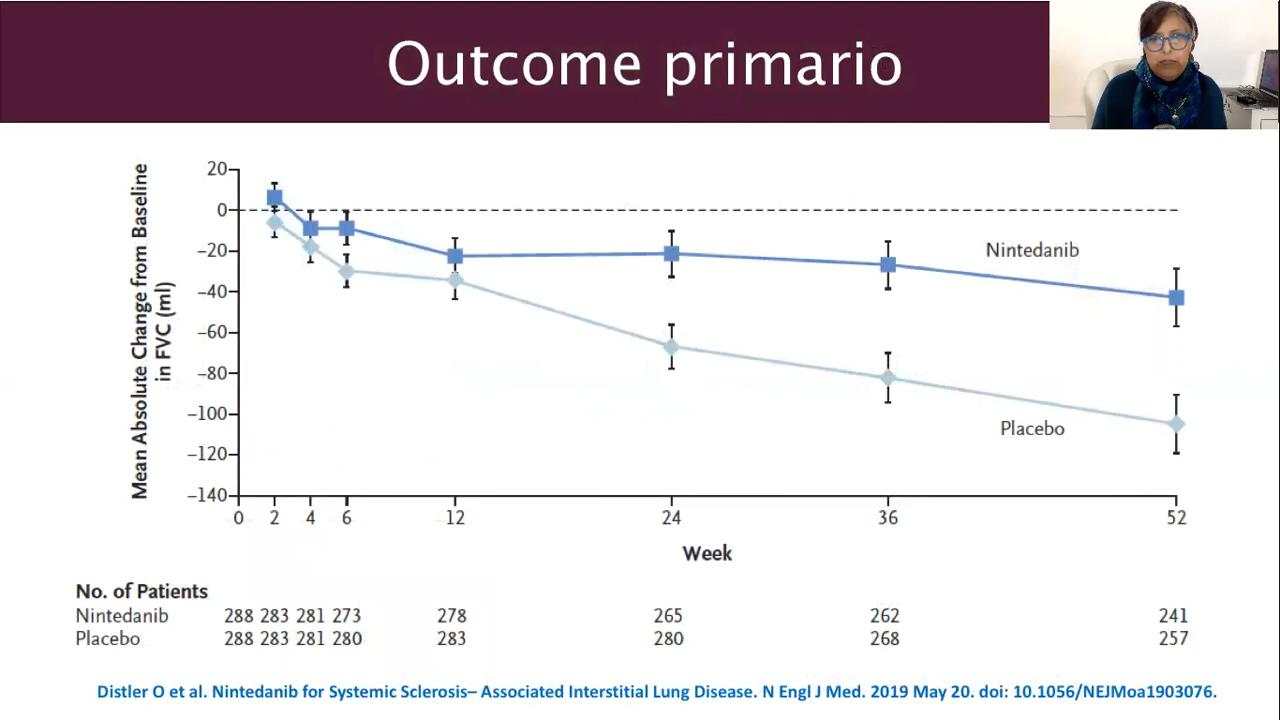 Outcome primario
Mean Absolute Change from Baseline
in FVC (ml)
20
0
–20
–40
–60
–80
–100
–120
–140
Nintedanib
Placebo
0 2 4 6 12 24 36 52
Week
No. of Patients
Nintedanib 288 283 281 273 278 265 262 241
Placebo 288 283 281 280 283 280 268 257
Distler O et al. Nintedanib for Systemic Sclerosis– Associated Interstitial Lung Disease. N Engl J Med. 2019 May 20. doi: 10.1056/NEJMoa1903076.